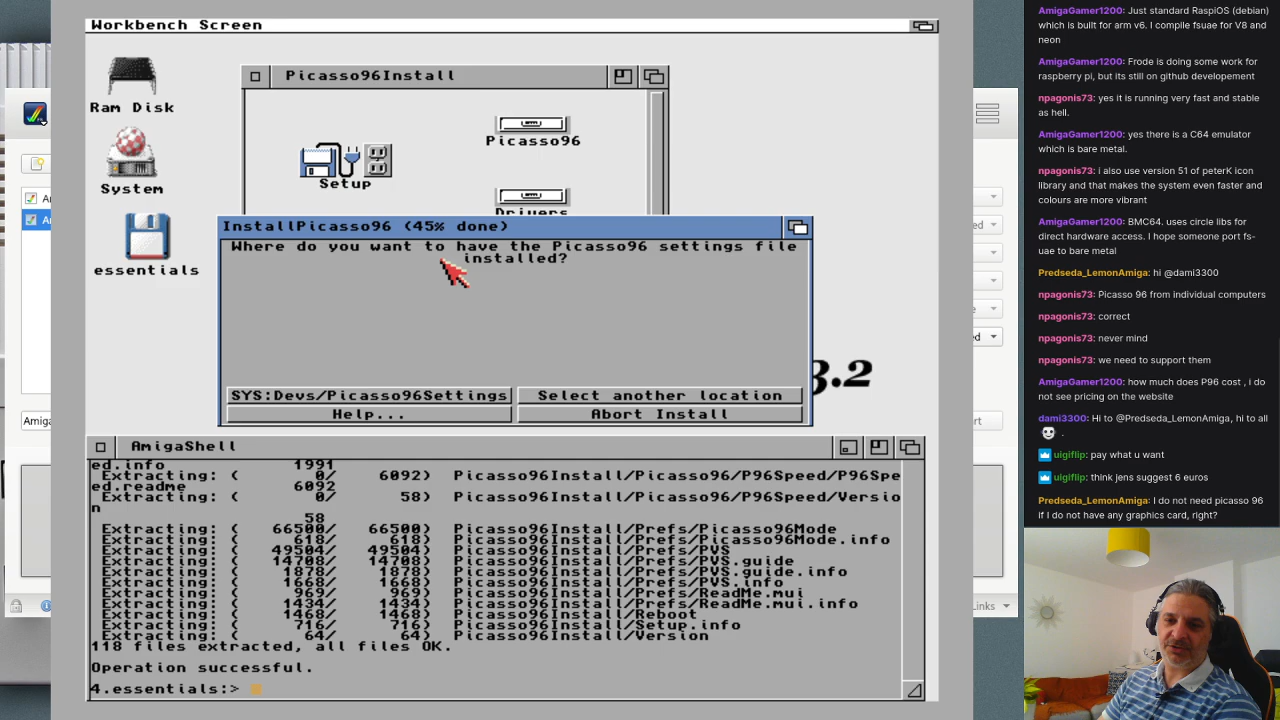 Workbench Screen
Ram Disk
System
essentials
Picasso96Install
Setup
Picasso96
Drivers
InstallPicasso96 (45% done)
Where do you want to have the Picasso96 settings file
installed?
SYS:Devs/Picasso96Settings
Select another location
Help...
Abort Install
3.2
AmigaShell
ed.info 1991
Extracting: ( 0/ 6092) Picasso96Install/Picasso96/P96Speed/P96Spe
ed.readme 6092
Extracting: ( 0/ 58) Picasso96Install/Picasso96/P96Speed/Versio
n
58
Extracting: ( 66500/ 66500) Picasso96Install/Prefs/Picasso96Mode
Extracting: ( 618/ 618) Picasso96Install/Prefs/Picasso96Mode.info
Extracting: ( 49504/ 49504) Picasso96Install/Prefs/PVS
Extracting: ( 14708/ 14708) Picasso96Install/Prefs/PVS.guide
Extracting: ( 1878/ 1878) Picasso96Install/Prefs/PVS.guide.info
Extracting: ( 1668/ 1668) Picasso96Install/Prefs/PVS.info
Extracting: ( 969/ 969) Picasso96Install/Prefs/ReadMe.mui
Extracting: ( 1434/ 1434) Picasso96Install/Prefs/ReadMe.mui.info
Extracting: ( 1468/ 1468) Picasso96Install/Reboot
Extracting: ( 716/ 716) Picasso96Install/Setup.info
Extracting: ( 64/ 64) Picasso96Install/Version
118 files extracted, all files OK.
Operation successful.
4.essentials:>
Amiga
Links
AmigaGamer1200: Just standard RaspiOS (debian)
which is built for arm v6. I compile fsuae for V8 and
neon
AmigaGamer1200: Frode is doing some work for
raspberry pi, but its still on github developement
npagonis73: yes it is running very fast and stable
as hell.
AmigaGamer1200: yes there is a C64 emulator
which is bare metal.
npagonis73: i also use version 51 of peterK icon
library and that makes the system even faster and
colours are more vibrant
AmigaGamer1200: BMC64. uses circle libs for
direct hardware access. I hope someone port fs-
uae to bare metal
Predseda_LemonAmiga: hi @dami3300
npagonis73: Picasso 96 from individual computers
npagonis73: correct
npagonis73: never mind
npagonis73: we need to support them
AmigaGamer1200: how much does P96 cost , i do
not see pricing on the website
dami3300: Hi to @Predseda_LemonAmiga, hi to all
.
uigiflip: pay what u want
uigiflip: think jens suggest 6 euros
Predseda_LemonAmiga: I do not need picasso 96
if I do not have any graphics card, right?